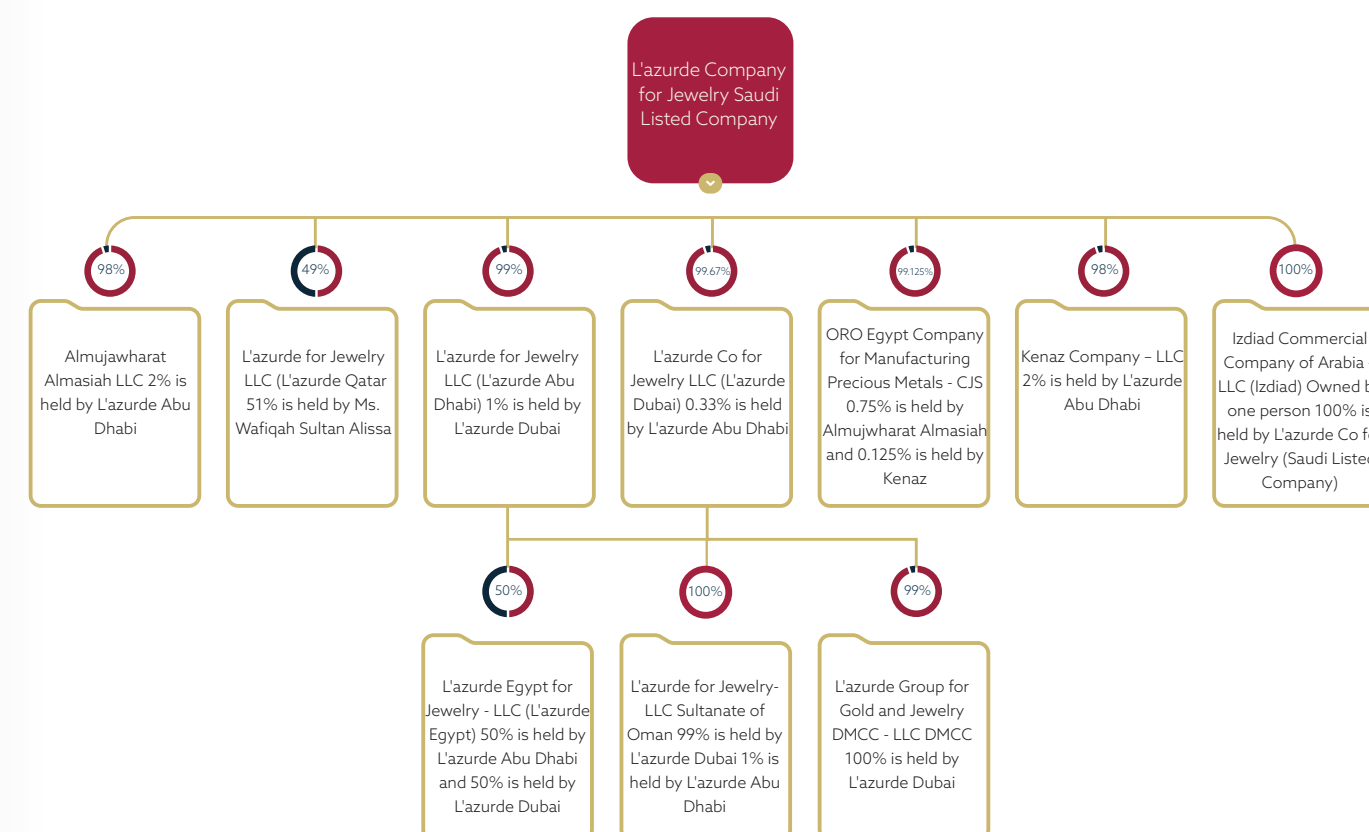 L'azurde Company
for Jewelry Saudi
Listed Company
98%
49%
99%
99.67%
99.125%
98%
100%
Almujawharat
Almasiah LLC 2% is
held by L'azurde Abu
Dhabi
L'azurde for Jewelry
LLC (L'azurde Qatar
51% is held by Ms.
Wafiqah Sultan Alissa
L'azurde for Jewelry
LLC (L'azurde Abu
Dhabi) 1% is held by
L'azurde Dubai
L'azurde Co for
Jewelry LLC (L'azurde
Dubai) 0.33% is held
by L'azurde Abu Dhabi
ORO Egypt Company
for Manufacturing
Precious Metals - CJS
0.75% is held by
Almujwharat Almasiah
and 0.125% is held by
Kenaz
Kenaz Company – LLC
2% is held by L'azurde
Abu Dhabi
Izdiad Commercial
Company of Arabia
LLC (Izdiad) Owned
one person 100% is
held by L'azurde Co
Jewelry (Saudi Listed
Company)
50%
100%
99%
L'azurde Egypt for
Jewelry - LLC (L'azurde
Egypt) 50% is held by
L'azurde Abu Dhabi
and 50% is held by
L'azurde Dubai
L'azurde for Jewelry-
LLC Sultanate of
Oman 99% is held by
L'azurde Dubai 1% is
held by L'azurde Abu
Dhabi
L'azurde Group for
Gold and Jewelry
DMCC - LLC DMCC
100% is held by
L'azurde Dubai